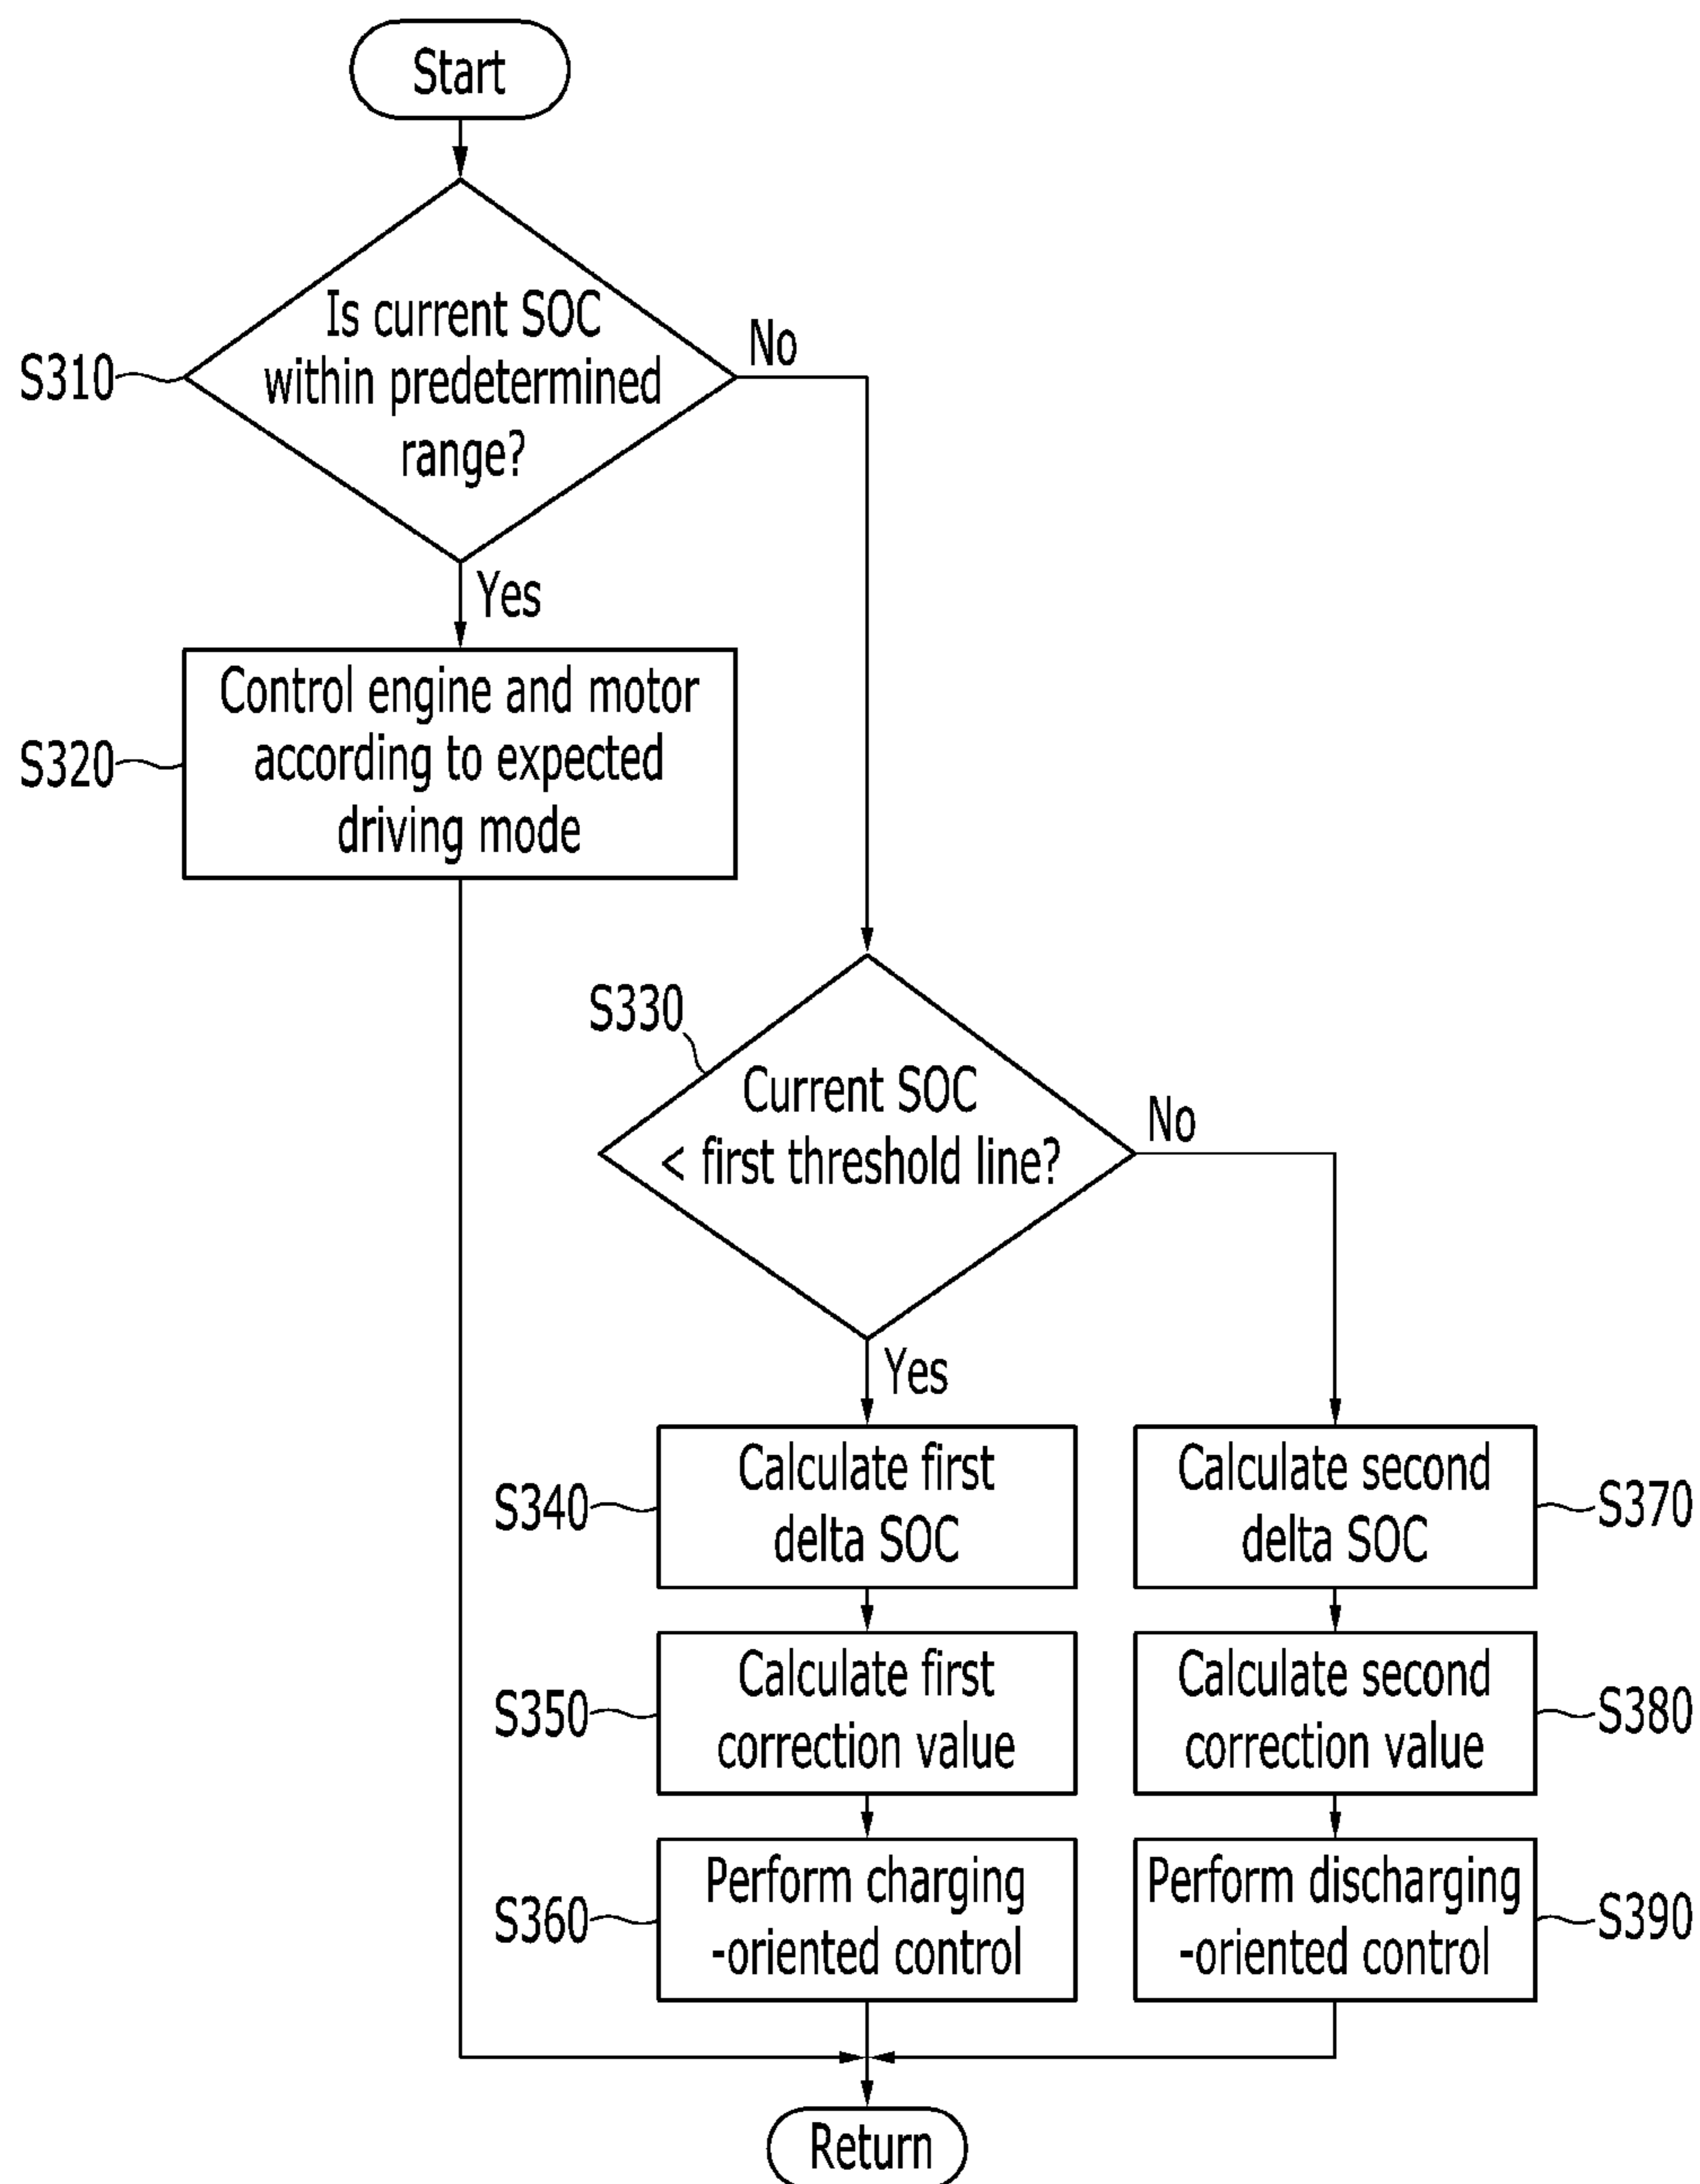 Start
Is current SOC
within predetermined
range?
No
S310
Yes
Control engine and motor
according to expected
driving mode
S320
S330
Current SOC
< first threshold line?
No
Yes
S340
Calculate first
delta SOC
Calculate second
delta SOC
S370
S350
Calculate first
correction value
Calculate second
correction value
S380
S360
Perform charging
-oriented control
Perform discharging
-oriented control
S390
Return